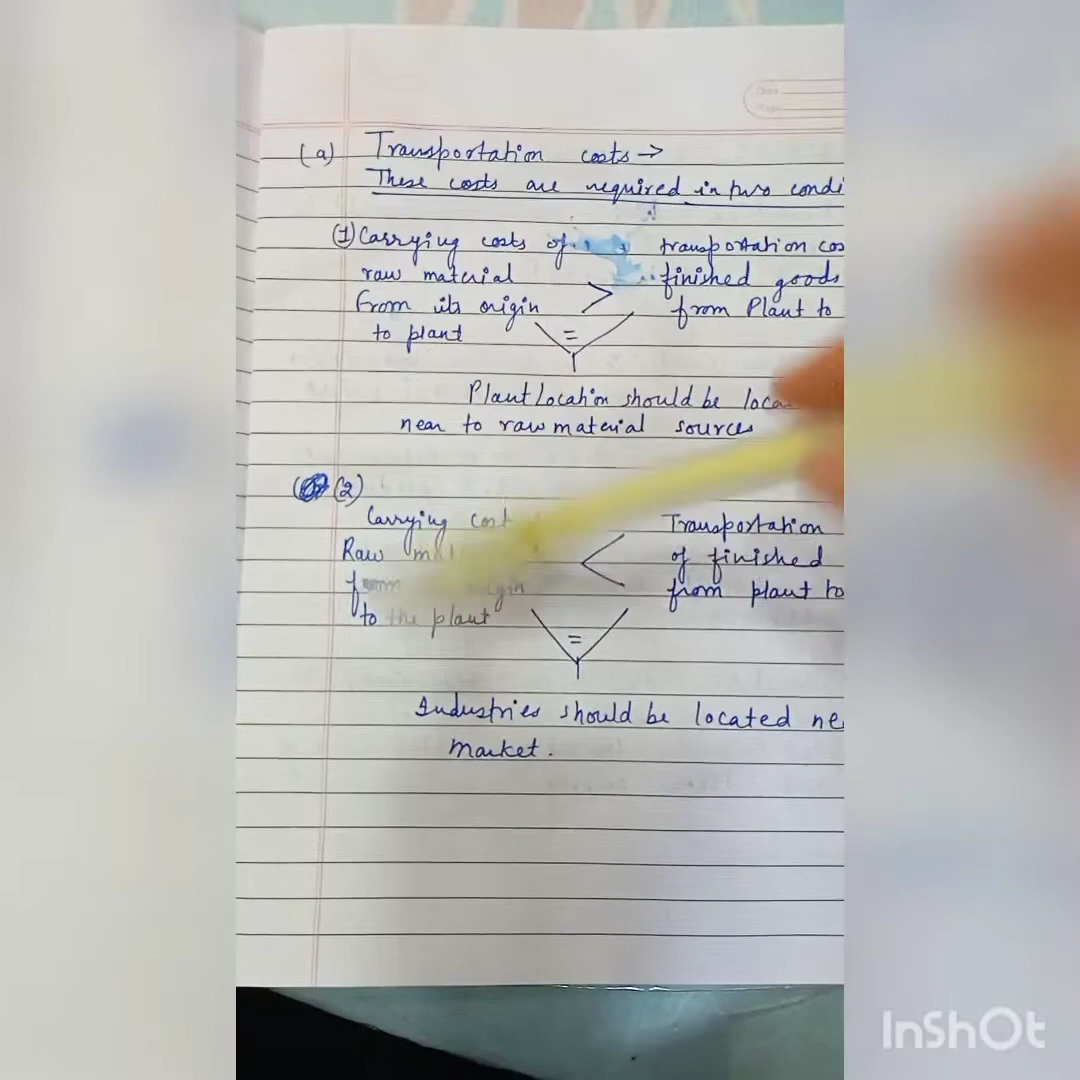 Date
Page
(a) Transportation costs →
These costs are required in two condi
(1) Carrying costs of
raw material
From its origin
to plant
>
transportation cos
finished goods
from Plant to
=
Plant Location should be loca
near to raw material sources
(2)
Carrying cost
Raw
from
to the plant
<
Transportation
of finished
from plant to
=
Industries should be located ne
Market.
InShOt